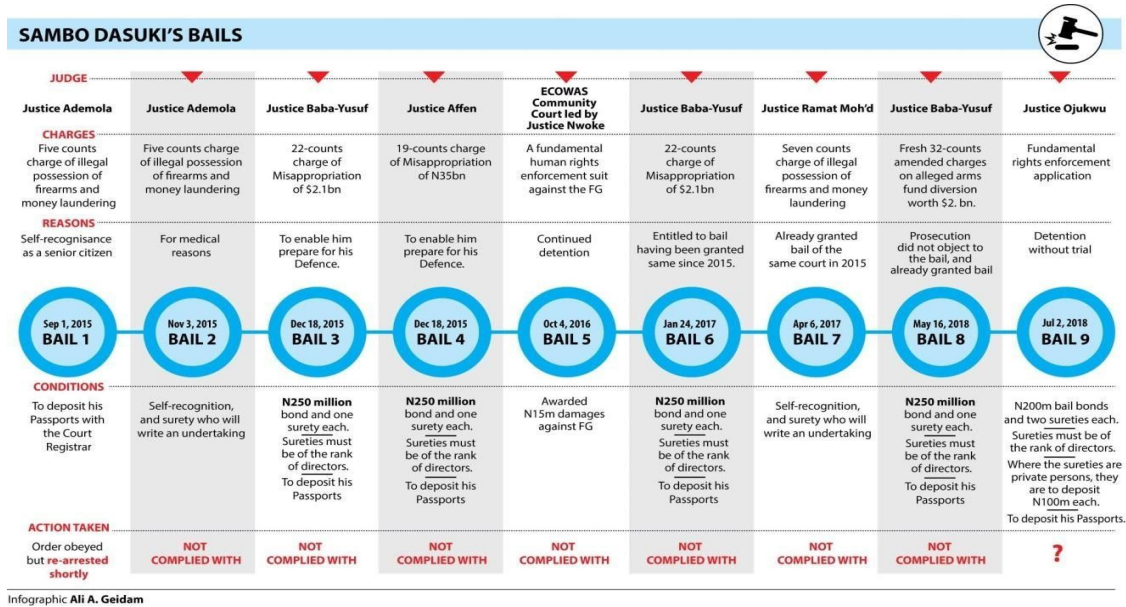 SAMBO DASUKI'S BAILS
JUDGE
Justice Ademola
Justice Ademola
Justice Baba-Yusuf
Justice Affen
ECOWAS
Community
Court led by
Justice Nwoke
Justice Baba-Yusuf
Justice Ramat Moh'd
Justice Baba-Yusuf
Justice Ojukwu
CHARGES
Five counts
charge of illegal
possession of
firearms and
money laundering
Five counts charge
of illegal possession
of firearms and
money laundering
22-counts
charge of
Misappropriation
of $2.1bn
19-counts charge
of Misappropriation
of N35bn
A fundamental
human rights
enforcement suit
against the FG
22-counts
charge of
Misappropriation
of $2.1bn
Seven counts
charge of illegal
possession of
firearms and money
laundering
Fresh 32-counts
amended charges
on alleged arms
fund diversion
worth $2. bn.
Fundamental
rights enforcement
application
REASONS
Self-recognisance
as a senior citizen
For medical
reasons
To enable him
prepare for his
Defence.
To enable him
prepare for his
Defence.
Continued
detention
Entitled to bail
having been granted
same since 2015.
Already granted
bail of the
same court in 2015
Prosecution
did not object to
the bail, and
already granted bail
Detention
without trial
Sep 1, 2015
BAIL 1
Nov 3, 2015
BAIL 2
Dec 18, 2015
BAIL 3
Dec 18, 2015
BAIL 4
Oct 4, 2016
BAIL 5
Jan 24, 2017
BAIL 6
Apr 6, 2017
BAIL 7
May 16, 2018
BAIL 8
Jul 2, 2018
BAIL 9
CONDITIONS
To deposit his
Passports with
the Court
Registrar
Self-recognition,
and surety who will
write an undertaking
N250 million
bond and one
surety each.
Sureties must
be of the rank
of directors.
To deposit his
Passports
N250 million
bond and one
surety each.
Sureties must
be of the rank
of directors.
To deposit his
Passports
Awarded
N15m damages
against FG
N250 million
bond and one
surety each.
Sureties must
be of the rank
of directors.
To deposit his
Passports
Self-recognition,
and surety who will
write an undertaking
N250 million
bond and one
surety each.
Sureties must
be of the rank
of directors.
To deposit his
Passports
N200m bail bonds
and two sureties each.
Sureties must be of
the rank of directors.
Where the sureties are
private persons, they
are to deposit
N100m each.
To deposit his Passports.
ACTION TAKEN
Order obeyed
but re-arrested
shortly
NOT
COMPLIED WITH
NOT
COMPLIED WITH
NOT
COMPLIED WITH
NOT
COMPLIED WITH
NOT
COMPLIED WITH
NOT
COMPLIED WITH
NOT
COMPLIED WITH
?
Infographic Ali A. Geidam